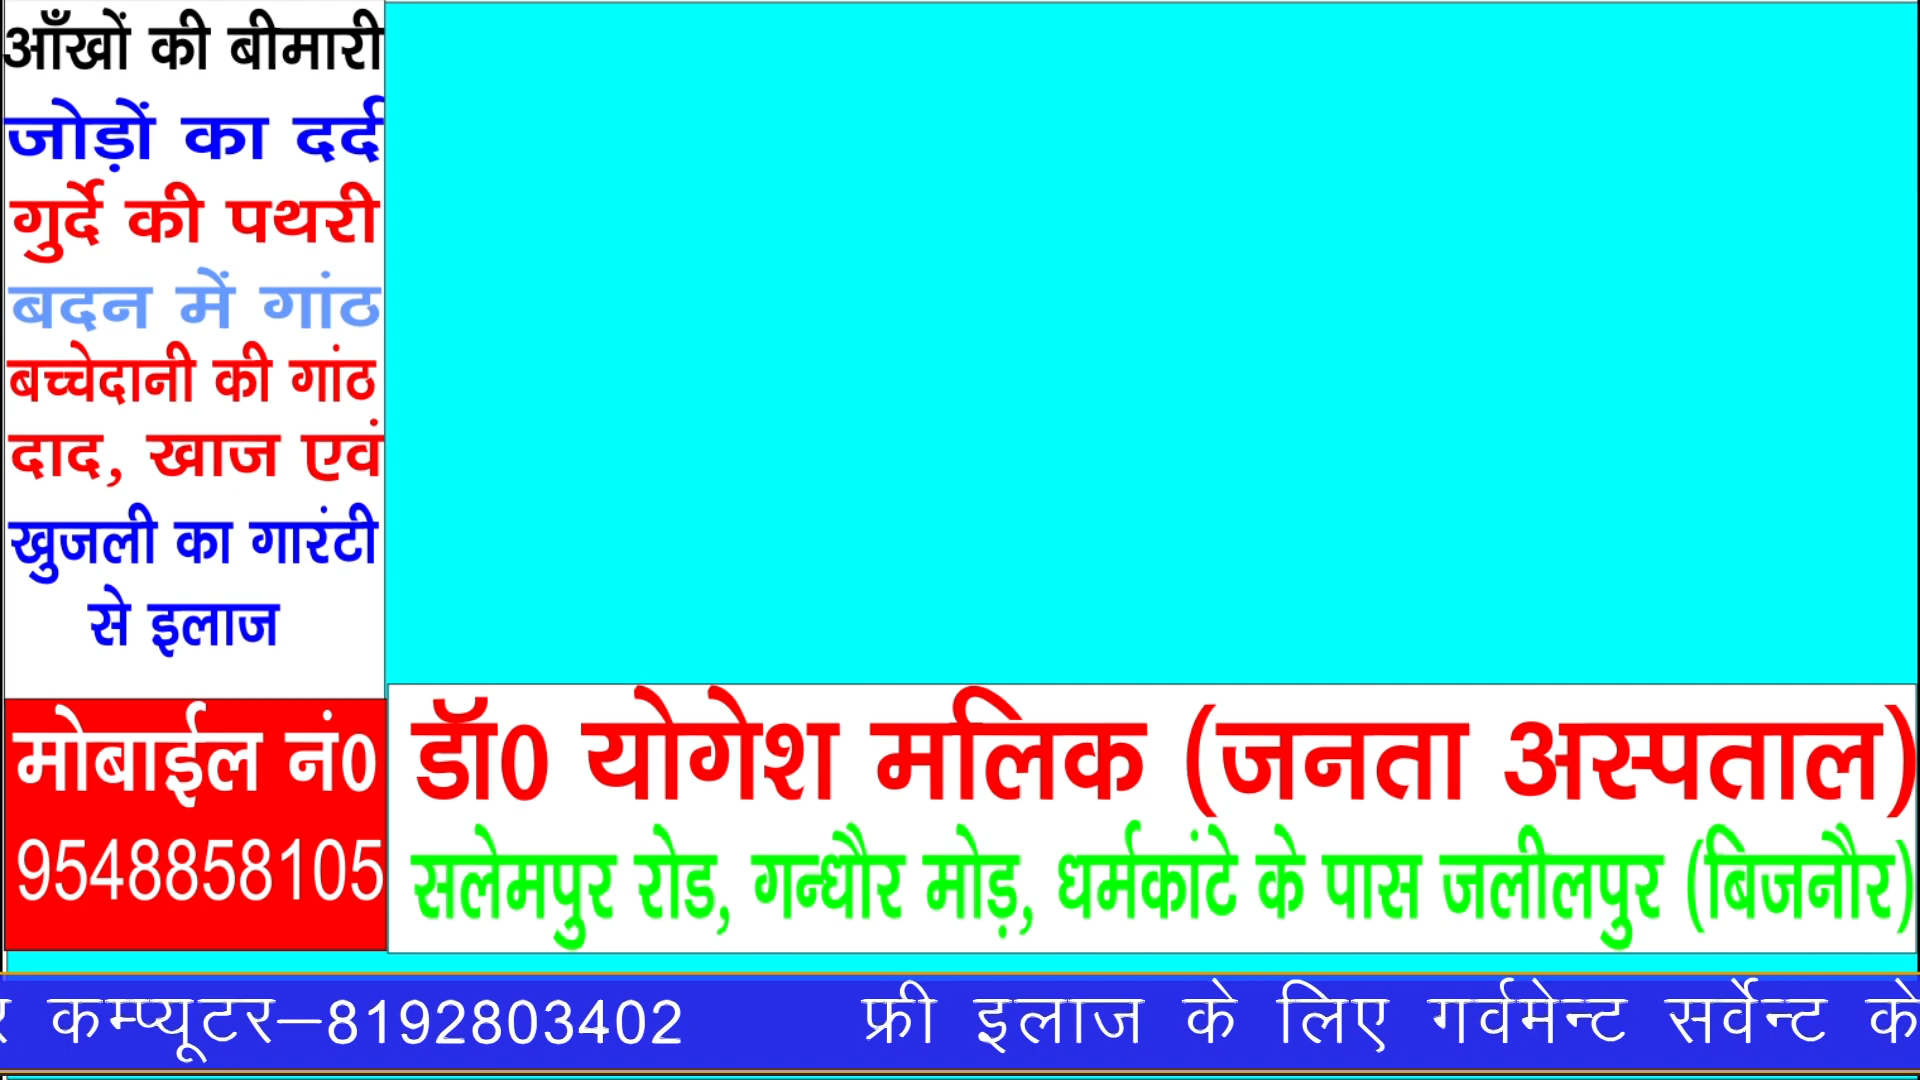 आँखों की बीमारी
जोड़ों का दर्द
गुर्दे की पथरी
बदन में गांठ
बच्चेदानी की गांठ
दाद, खाज एवं
खुजली का गारंटी
से इलाज
मोबाईल नं0
9548858105
डॉ0 योगेश मलिक (जनता अस्पताल)
सलेमपुर रोड, गन्धौर मोड़, धर्मकांटे के पास जलीलपुर (बिजनौर)
र कम्प्यूटर–8192803402 फ्री इलाज के लिए गर्वमेन्ट सर्वेन्ट के